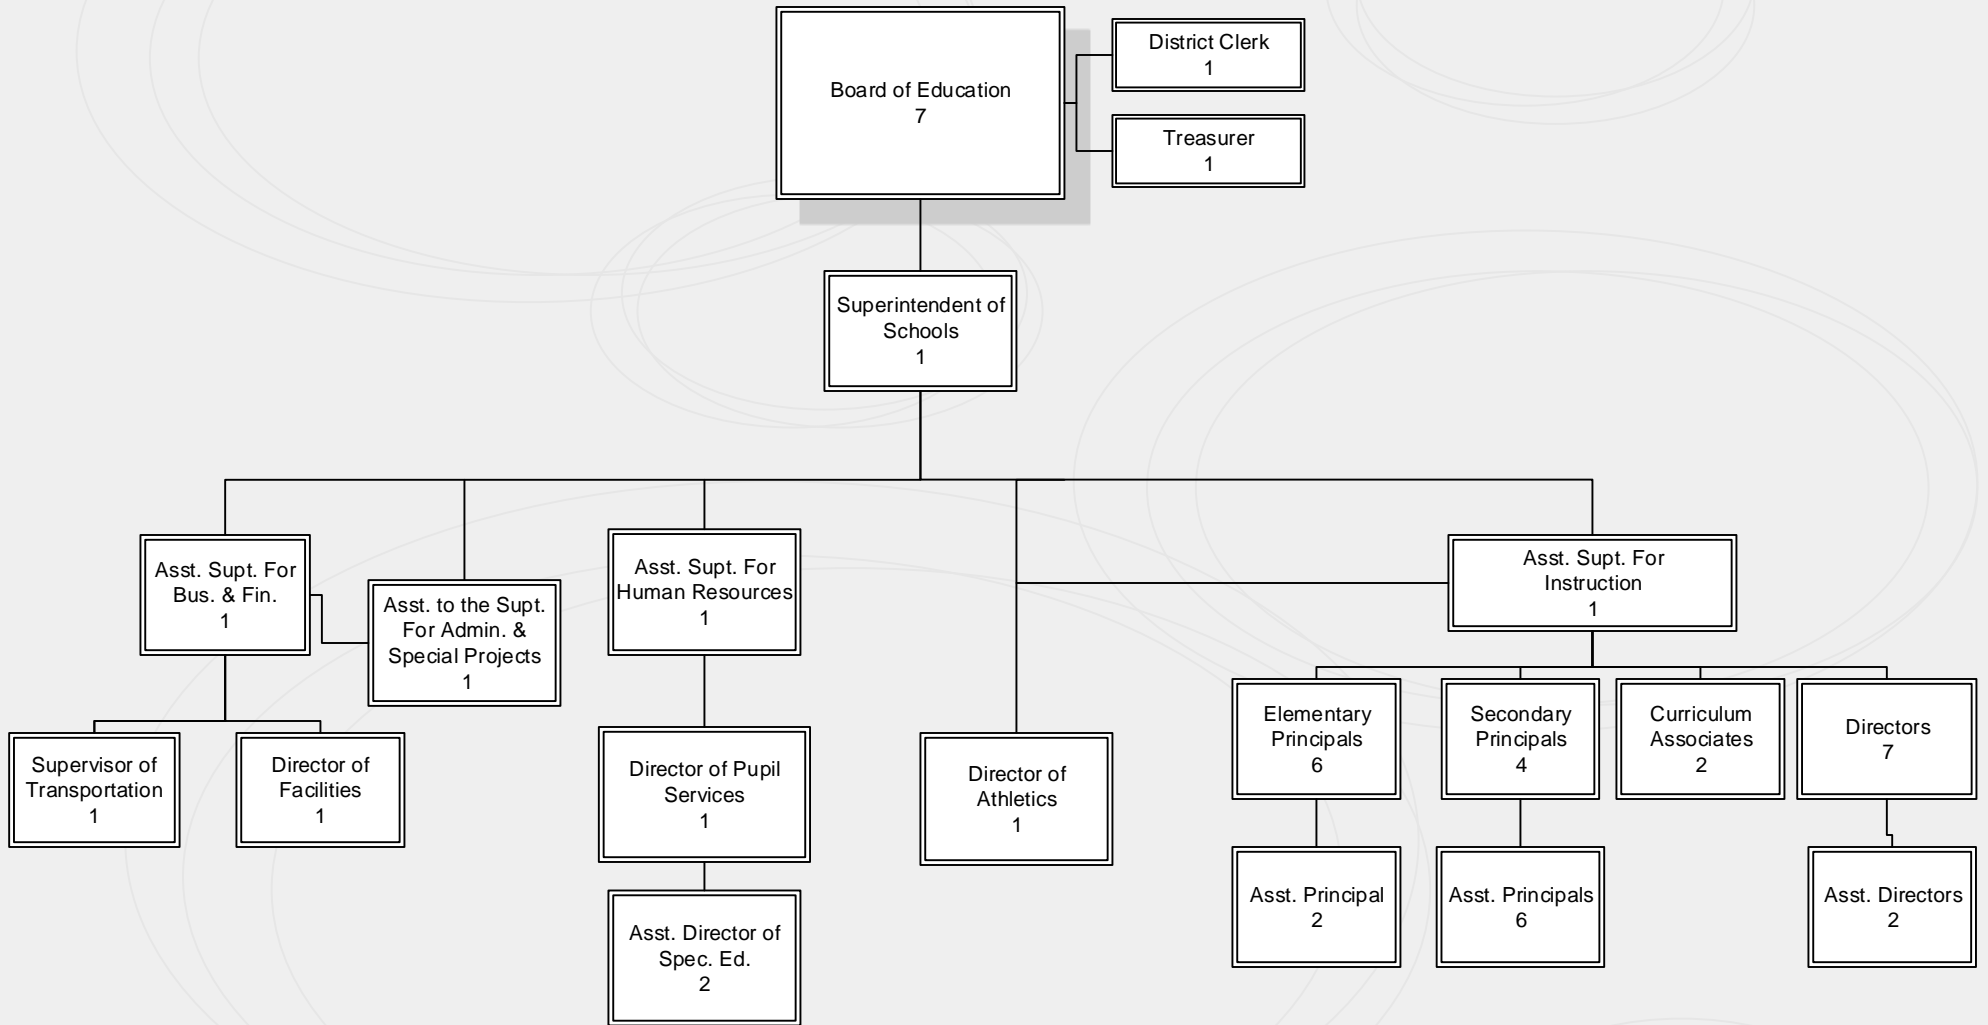 Board of Education
7
District Clerk
1
Treasurer
1
Superintendent of
Schools
1
Asst. Supt. For
Bus. & Fin.
1
Asst. to the Supt.
For Admin. &
Special Projects
1
Asst. Supt. For
Human Resources
1
Asst. Supt. For
Instruction
1
Supervisor of
Transportation
1
Director of
Facilities
1
Director of Pupil
Services
1
Director of
Athletics
1
Elementary
Principals
6
Secondary
Principals
4
Curriculum
Associates
2
Directors
7
Asst. Director of
Spec. Ed.
2
Asst. Principal
2
Asst. Principals
6
Asst. Directors
2